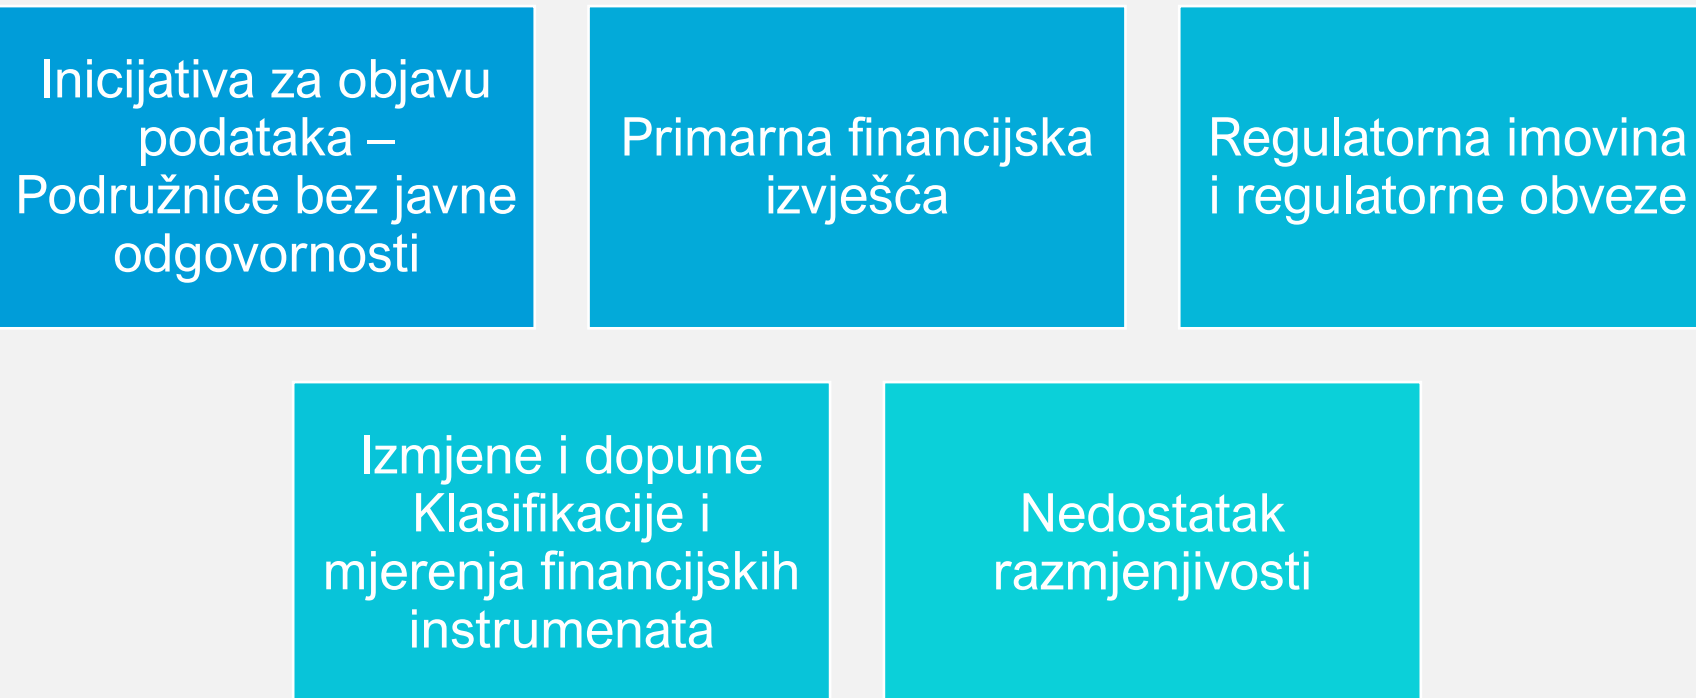 Inicijativa za objavu
podataka –
Podružnice bez javne
odgovornosti
Primarna financijska
izvješća
Regulatorna imovina
i regulatorne obveze
Izmjene i dopune
Klasifikacije i
mjerenja financijskih
instrumenata
Nedostatak
razmjenjivosti